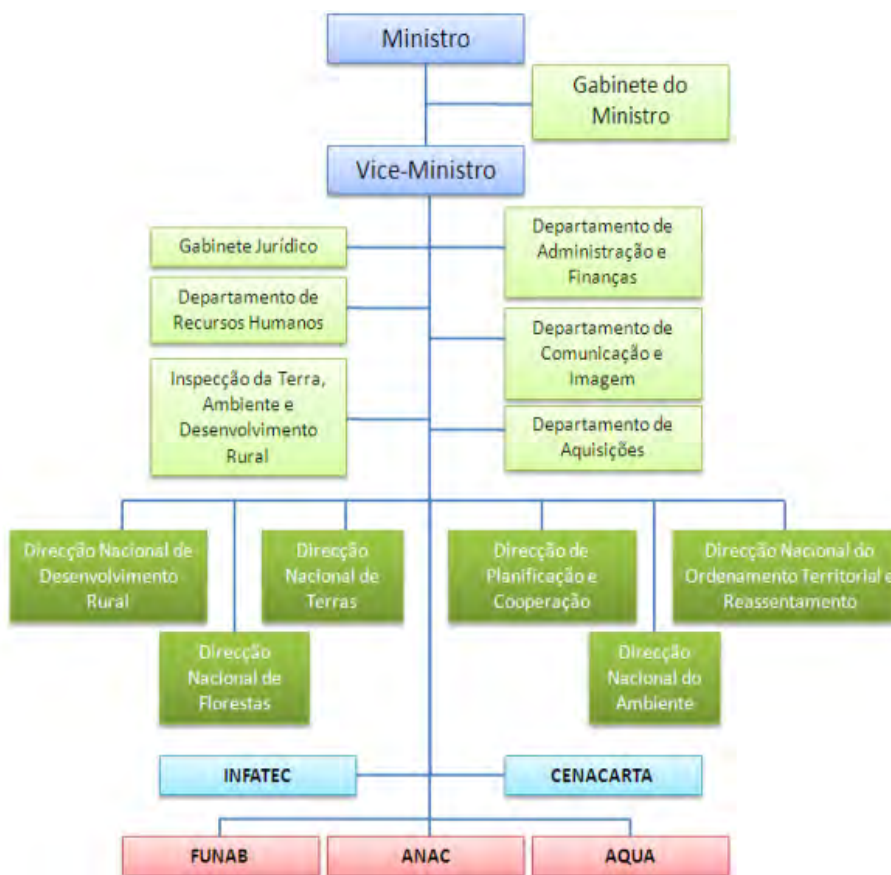 Ministro
Gabinete do
Ministro
Vice-Ministro
Gabinete Jurídico
Departamento de
Administração e
Finanças
Departamento de
Recursos Humanos
Departamento de
Comunicação e
Imagem
Inspecção da Terra,
Ambiente e
Desenvolvimento
Rural
Departamento de
Aquisições
Direcção Nacional de
Desenvolvimento
Rural
Direcção
Nacional de
Terras
Direcção de
Planificação e
Cooperação
Direcção Nacional do
Ordenamento Territorial e
Reassentamento
Direcção
Nacional de
Florestas
Direcção
Nacional do
Ambiente
INFATEC
CENACARTA
FUNAB
ANAC
AQUA